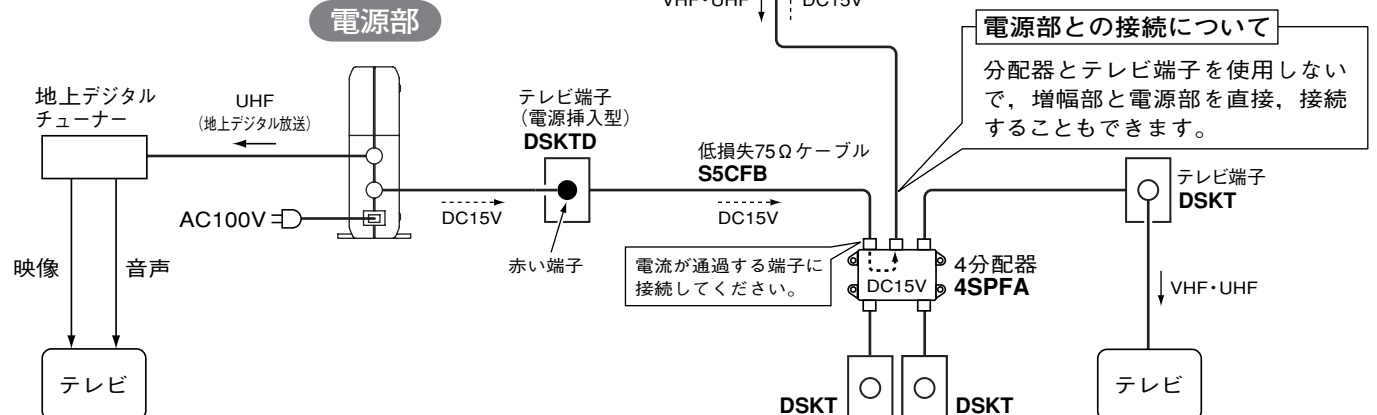 VHF・UHF
DC15V
電源部
電源部との接続について
分配器とテレビ端子を使用しない
で，増幅部と電源部を直接，接続
することもできます。
地上デジタル
チューナー
UHF
（地上デジタル放送）
テレビ端子
（電源挿入型）
DSKTD
低損失75Ωケーブル
S5CFB
テレビ端子
DSKT
AC100V
DC15V
DC15V
映像
音声
赤い端子
電流が通過する端子に
接続してください。
DC15V
4分配器
4SPFA
VHF・UHF
テレビ
DSKT
DSKT
テレビ